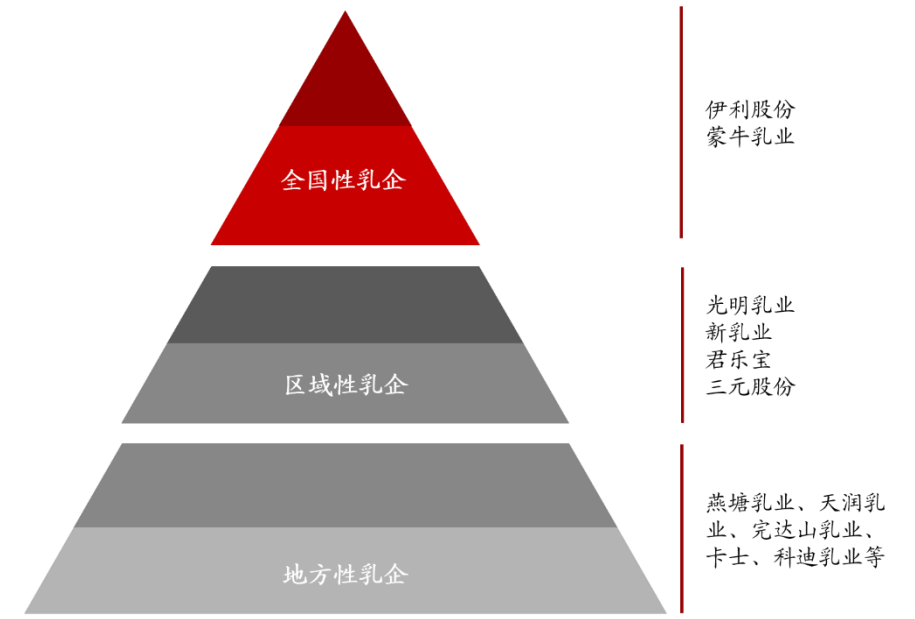 全国性乳企
伊利股份
蒙牛乳业
区域性乳企
光明乳业
新乳业
君乐宝
三元股份
地方性乳企
燕塘乳业、天润乳
业、完达山乳业、
卡士、科迪乳业等